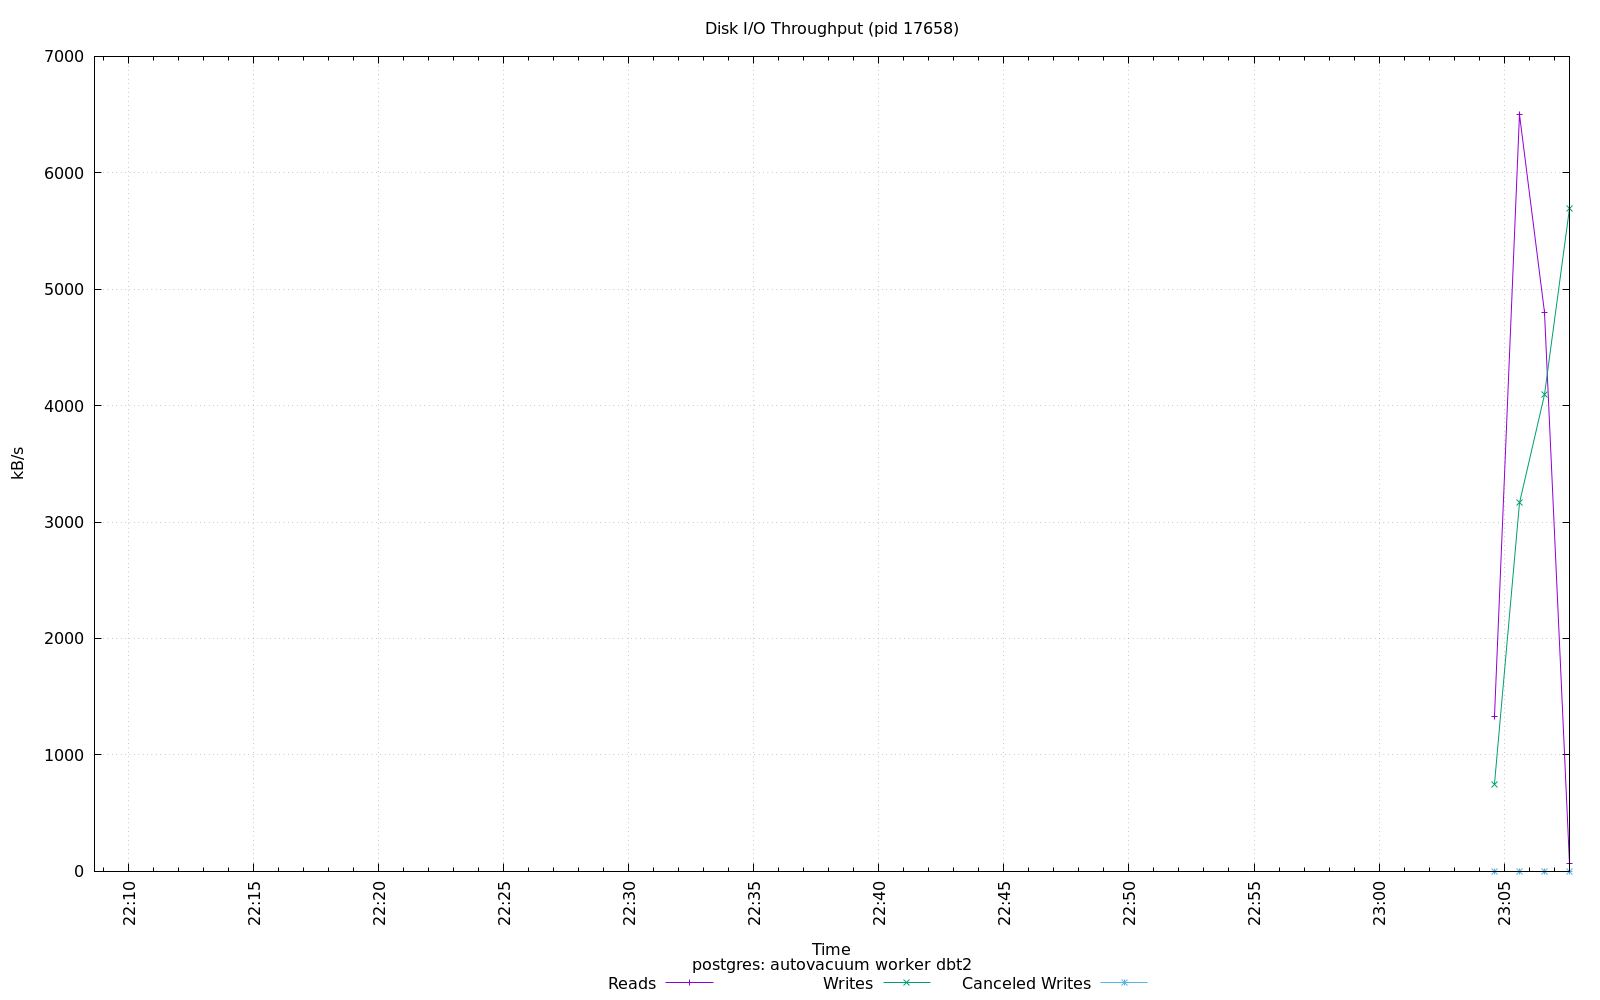 Disk I/O Throughput (pid 17658)
7000
6000
5000
4000
3000
2000
1000
0
kB/s
22:10 22:15 22:20 22:25 22:30 22:35 22:40 22:45 22:50 22:55 23:00 23:05
Time
postgres: autovacuum worker dbt2
Reads Writes Canceled Writes